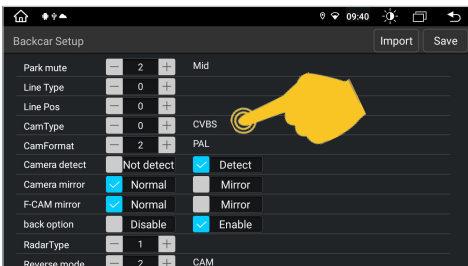 09:40
Backcar Setup Import Save
Park mute — 2 + Mid
Line Type — 0 +
Line Pos — 0 +
CamType — 0 + CVBS
CamFormat — 2 + PAL
Camera detect Not detect Detect
Camera mirror Normal Mirror
F-CAM mirror Normal Mirror
back option Disable Enable
RadarType — 1 +
Reverse mode — 2 + CAM